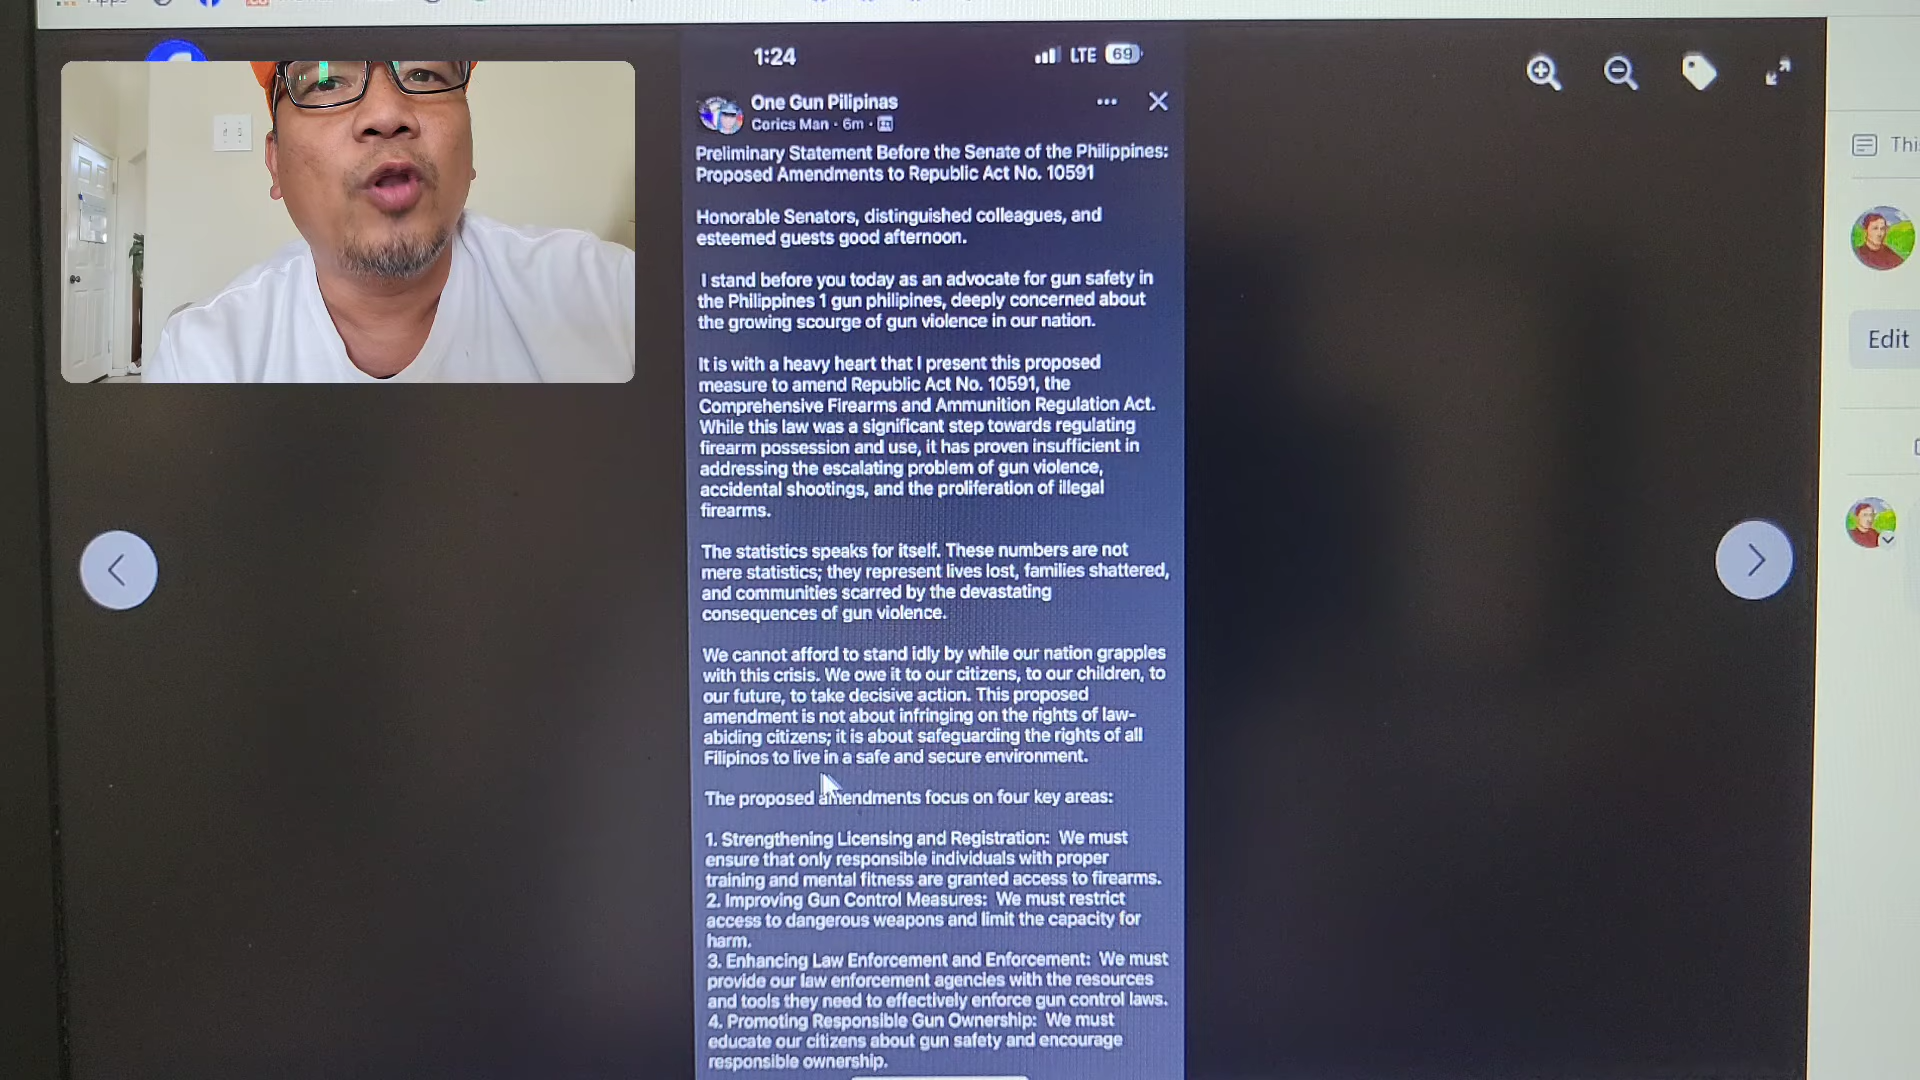 1:24
LTE 69
One Gun Pilipinas
Corics Man · 6m ·
Preliminary Statement Before the Senate of the Philippines:
Proposed Amendments to Republic Act No. 10591
Honorable Senators, distinguished colleagues, and
esteemed guests good afternoon.
I stand before you today as an advocate for gun safety in
the Philippines 1 gun philipines, deeply concerned about
the growing scourge of gun violence in our nation.
It is with a heavy heart that I present this proposed
measure to amend Republic Act No. 10591, the
Comprehensive Firearms and Ammunition Regulation Act.
While this law was a significant step towards regulating
firearm possession and use, it has proven insufficient in
addressing the escalating problem of gun violence,
accidental shootings, and the proliferation of illegal
firearms.
The statistics speaks for itself. These numbers are not
mere statistics; they represent lives lost, families shattered,
and communities scarred by the devastating
consequences of gun violence.
We cannot afford to stand idly by while our nation grapples
with this crisis. We owe it to our citizens, to our children, to
our future, to take decisive action. This proposed
amendment is not about infringing on the rights of law-
abiding citizens; it is about safeguarding the rights of all
Filipinos to live in a safe and secure environment.
The proposed amendments focus on four key areas:
1. Strengthening Licensing and Registration: We must
ensure that only responsible individuals with proper
training and mental fitness are granted access to firearms.
2. Improving Gun Control Measures: We must restrict
access to dangerous weapons and limit the capacity for
harm.
3. Enhancing Law Enforcement and Enforcement: We must
provide our law enforcement agencies with the resources
and tools they need to effectively enforce gun control laws.
4. Promoting Responsible Gun Ownership: We must
educate our citizens about gun safety and encourage
responsible ownership.
Edit